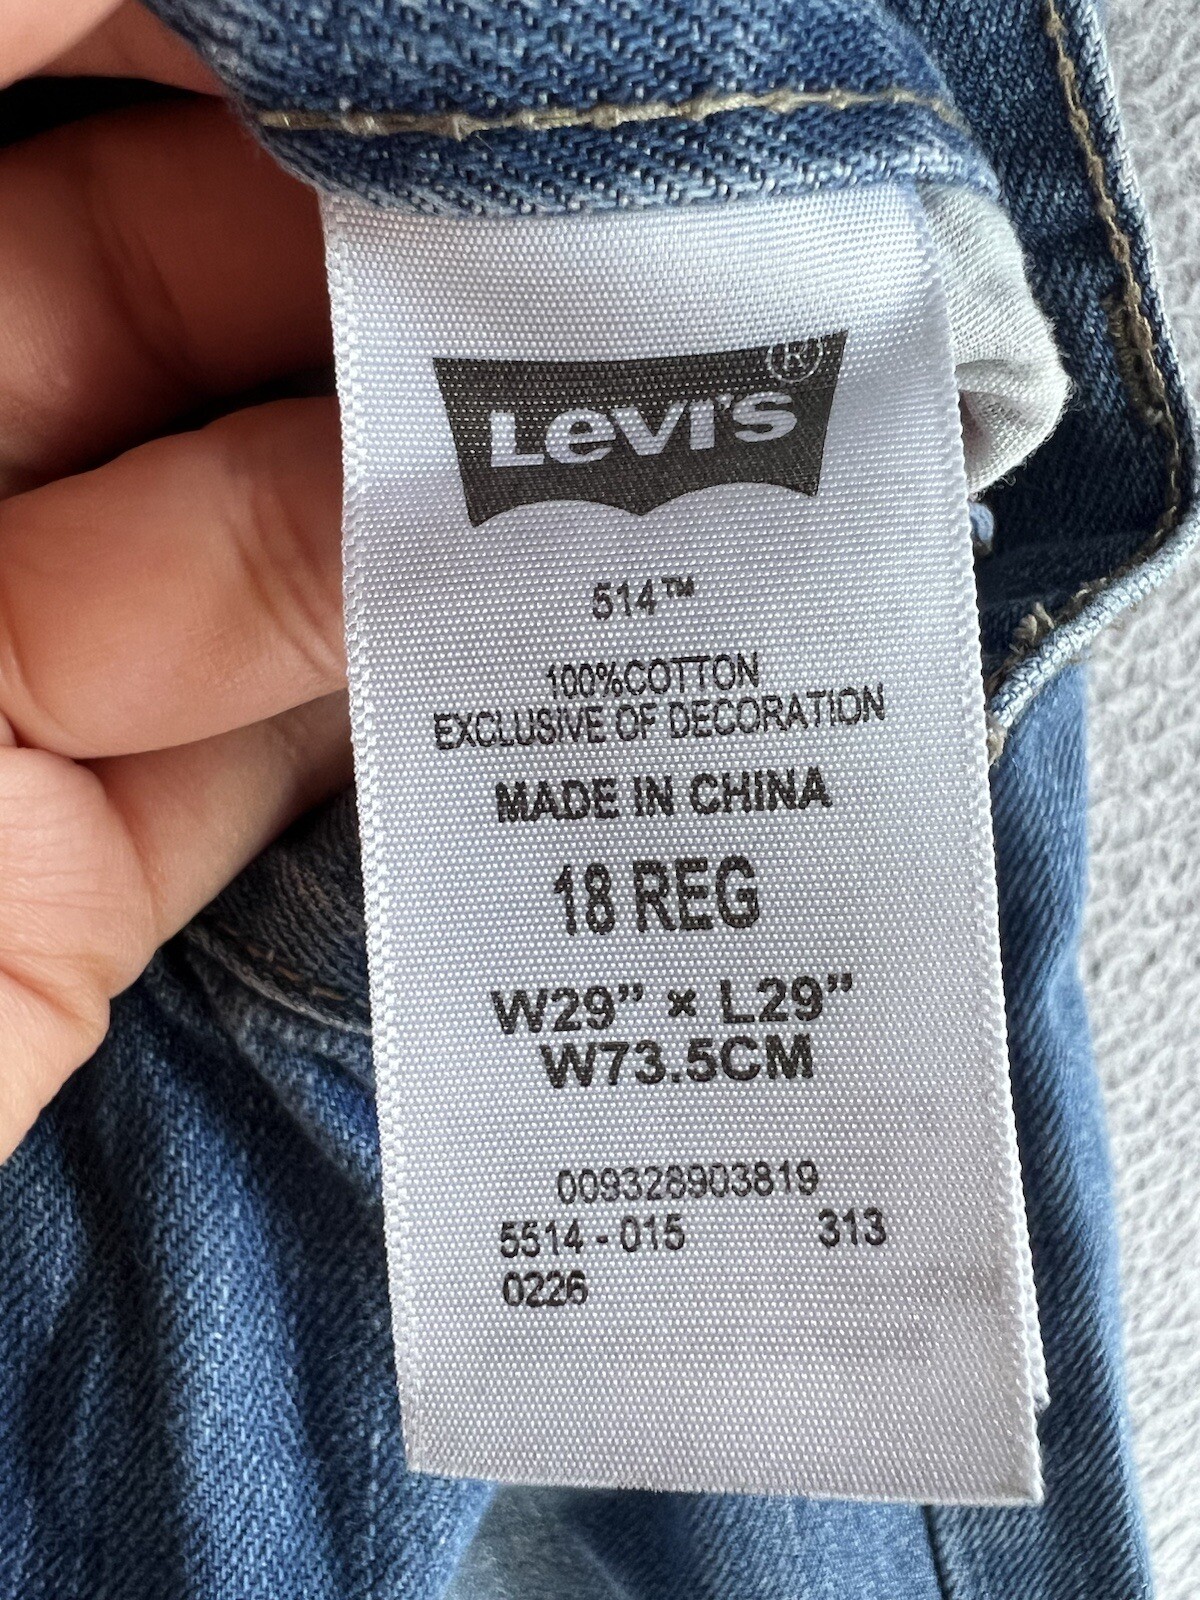 Levi's®
514™
100%COTTON
EXCLUSIVE OF DECORATION
MADE IN CHINA
18 REG
W29” × L29”
W73.5CM
009328903819
5514 - 015 313
0226